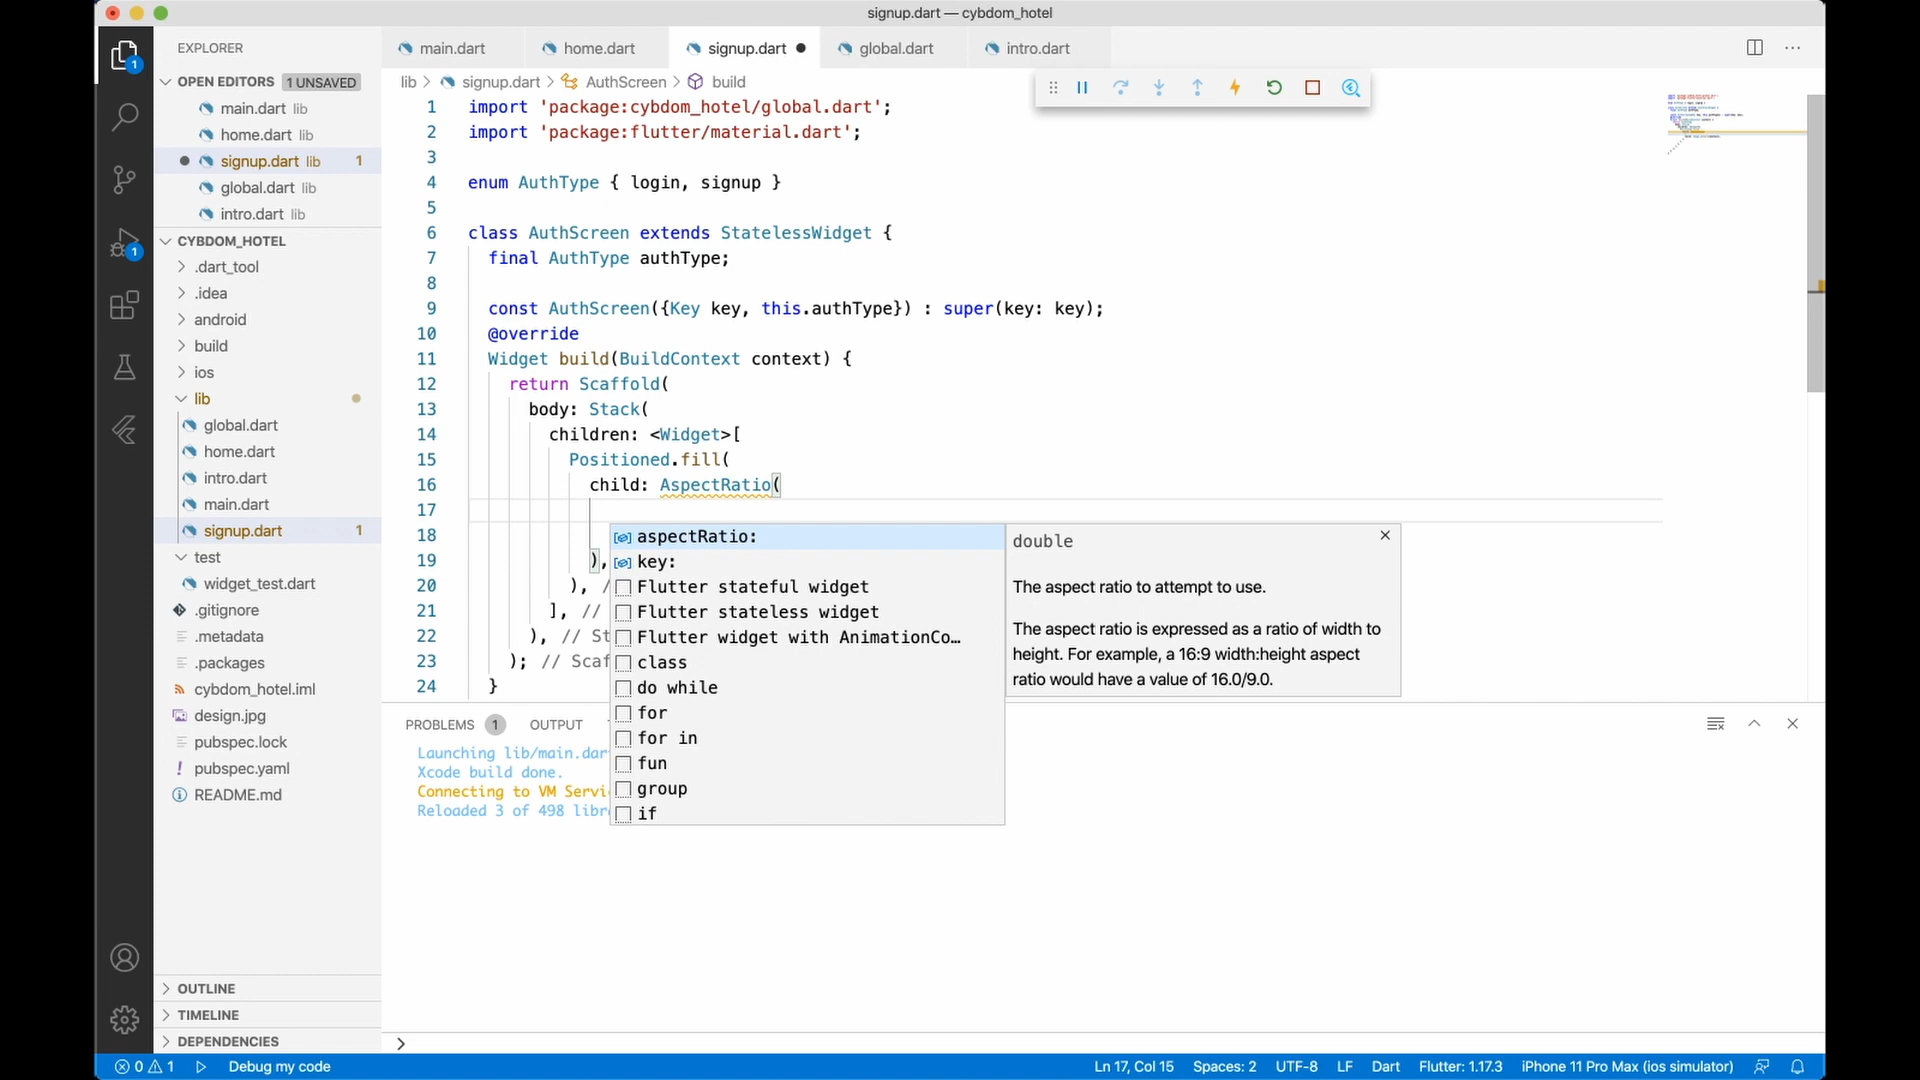 signup.dart — cybdom_hotel
EXPLORER
main.dart
home.dart
signup.dart
global.dart
intro.dart
OPEN EDITORS 1 UNSAVED
main.dart lib
home.dart lib
signup.dart lib 1
global.dart lib
intro.dart lib
CYBDOM_HOTEL
.dart_tool
.idea
android
build
ios
lib
global.dart
home.dart
intro.dart
main.dart
signup.dart 1
test
widget_test.dart
.gitignore
.metadata
.packages
cybdom_hotel.iml
design.jpg
pubspec.lock
pubspec.yaml
README.md
OUTLINE
TIMELINE
DEPENDENCIES
1
1
lib > signup.dart > AuthScreen > build
1 import 'package:cybdom_hotel/global.dart';
2 import 'package:flutter/material.dart';
3
4 enum AuthType { login, signup }
5
6 class AuthScreen extends StatelessWidget {
7 final AuthType authType;
8
9 const AuthScreen({Key key, this.authType}) : super(key: key);
10 @override
11 Widget build(BuildContext context) {
12 return Scaffold(
13 body: Stack(
14 children: <Widget>[
15 Positioned.fill(
16 child: AspectRatio(
17
18
19 ),
20 ), /
21 ], //
22 ), // St
23 ); // Scaf
24 }
aspectRatio:
key:
Flutter stateful widget
Flutter stateless widget
Flutter widget with AnimationCo…
class
do while
for
for in
fun
group
if
double
The aspect ratio to attempt to use.
The aspect ratio is expressed as a ratio of width to
height. For example, a 16:9 width:height aspect
ratio would have a value of 16.0/9.0.
PROBLEMS 1 OUTPUT
Launching lib/main.dar
Xcode build done.
Connecting to VM Servi
Reloaded 3 of 498 libr
0 1 Debug my code Ln 17, Col 15 Spaces: 2 UTF-8 LF Dart Flutter: 1.17.3 iPhone 11 Pro Max (ios simulator)